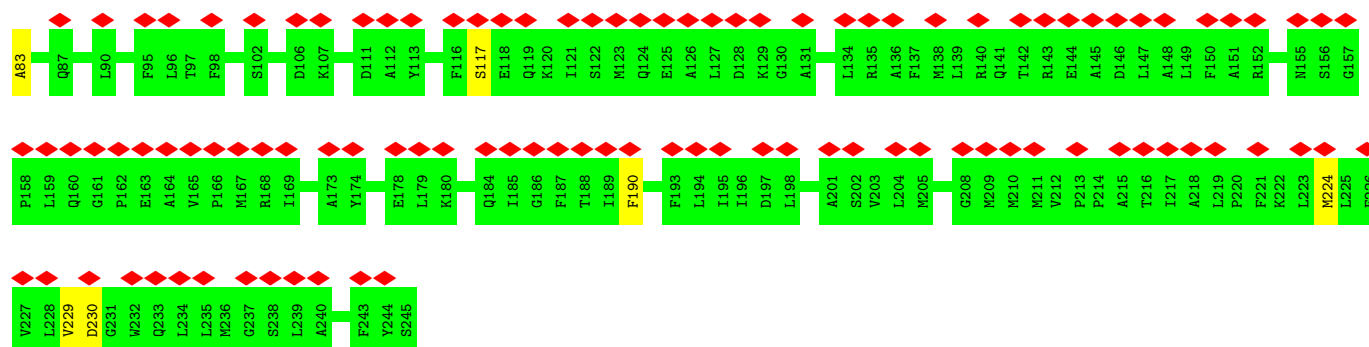 A83 Q87 L90 F95 L96 T97 F98 S102 D106 K107 D111 A112 Y113 F116 S117 E118 Q119 K120 I121 S122 M123 Q124 E125 A126 L127 D128 K129 G130 A131 L134 R135 A136 F137 M138 L139 R140 Q141 T142 R143 E144 A145 D146 L147 A148 L149 F150 A151 R152 N155 S156 G157
P158 L159 Q160 G161 P162 E163 A164 V165 P166 M167 R168 I169 A173 Y174 E178 L179 K180 Q184 I185 G186 F187 T188 I189 F190 F193 L194 I195 I196 D197 L198 A201 S202 V203 L204 M205 G208 M209 M210 M211 V212 P213 P214 A215 T216 I217 A218 L219 P220 F221 K222 L223 M224 L225
V227 L228 V229 D230 G231 W232 Q233 L234 L235 M236 G237 S238 L239 A240 F243 Y244 S245